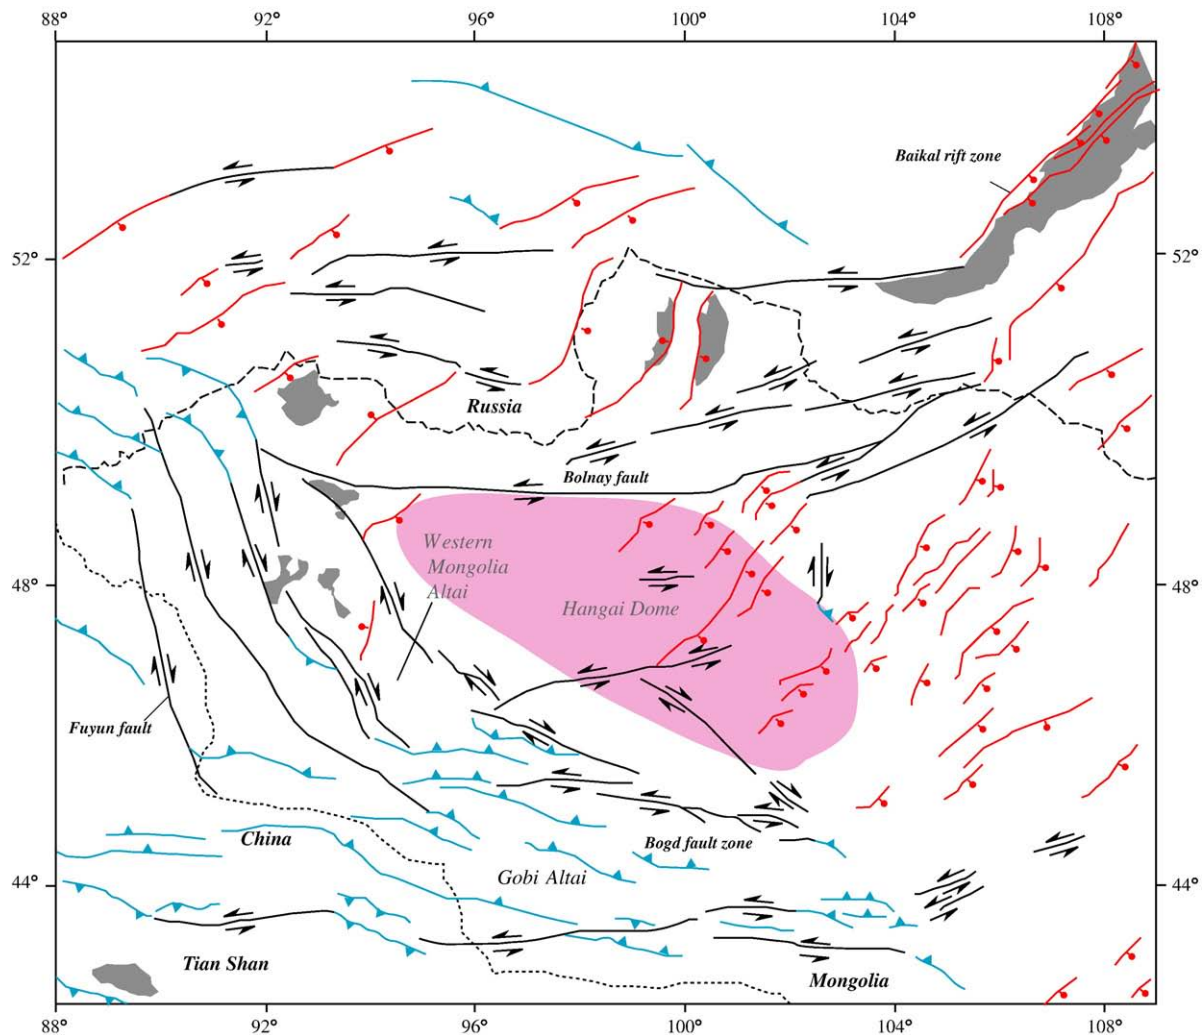 88° 92° 96° 100° 104° 108°
Baikal rift zone
52° 52°
Russia
Bolnay fault
Western
Mongolia
Altai
48° 48°
Hangai Dome
Fuyun fault
China
Bogd fault zone
Gobi Altai
44° 44°
Tian Shan
Mongolia
88° 92° 96° 100° 104° 108°